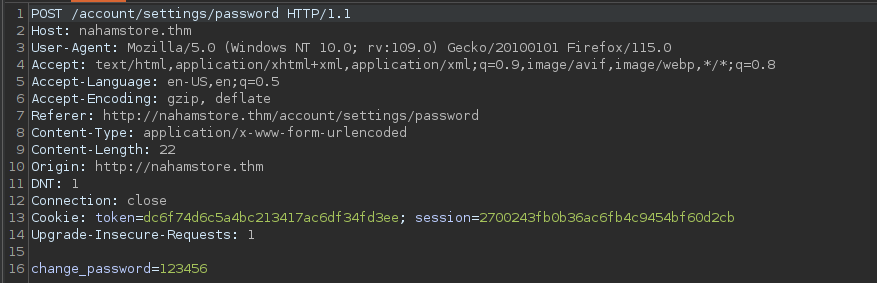 1 POST /account/settings/password HTTP/1.1
2 Host: nahamstore.thm
3 User-Agent: Mozilla/5.0 (Windows NT 10.0; rv:109.0) Gecko/20100101 Firefox/115.0
4 Accept: text/html,application/xhtml+xml,application/xml;q=0.9,image/avif,image/webp,*/*;q=0.8
5 Accept-Language: en-US,en;q=0.5
6 Accept-Encoding: gzip, deflate
7 Referer: http://nahamstore.thm/account/settings/password
8 Content-Type: application/x-www-form-urlencoded
9 Content-Length: 22
10 Origin: http://nahamstore.thm
11 DNT: 1
12 Connection: close
13 Cookie: token=dc6f74d6c5a4bc213417ac6df34fd3ee; session=2700243fb0b36ac6fb4c9454bf60d2cb
14 Upgrade-Insecure-Requests: 1
15
16 change_password=123456